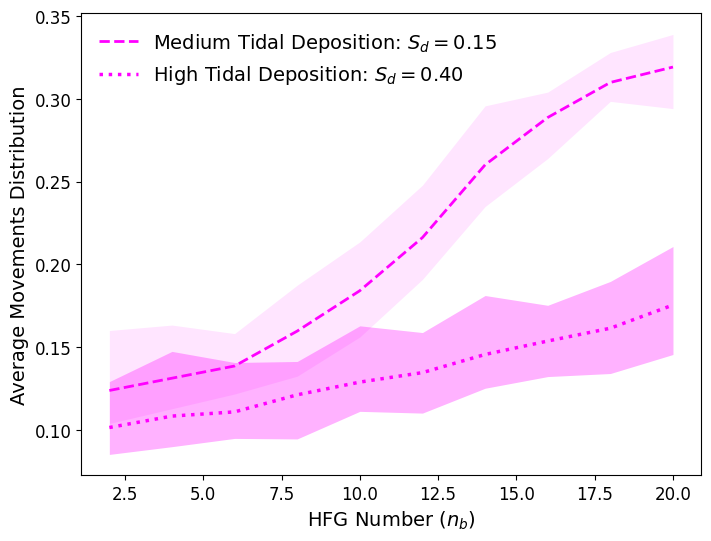 Medium Tidal Deposition: $S_d = 0.15$
High Tidal Deposition: $S_d = 0.40$
Average Movements Distribution
0.35
0.30
0.25
0.20
0.15
0.10
2.5 5.0 7.5 10.0 12.5 15.0 17.5 20.0
HFG Number ($n_b$)